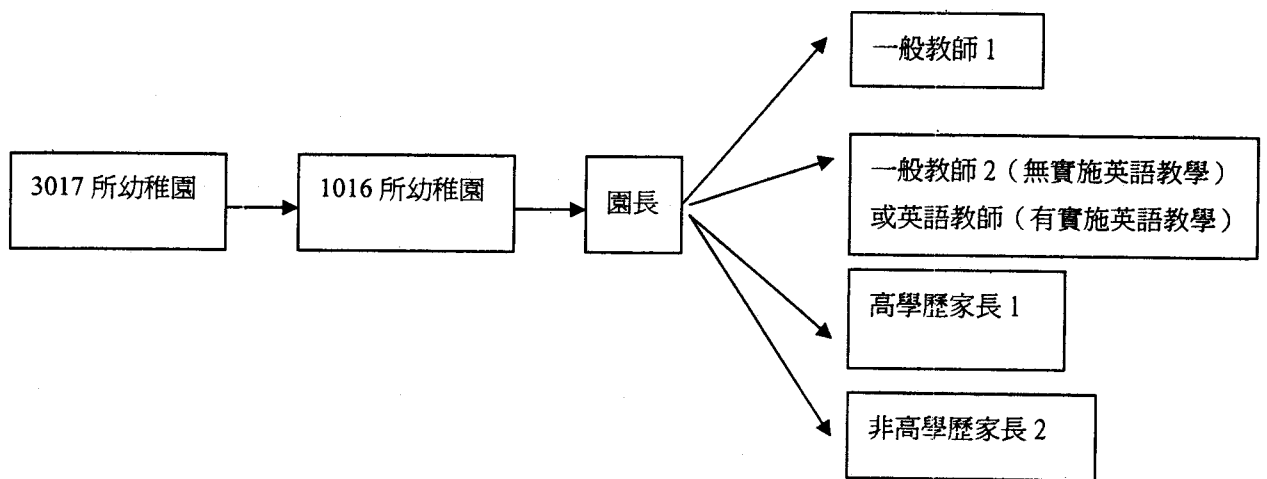 一般教師 1
3017 所幼稚園
1016 所幼稚園
園長
一般教師 2（無實施英語教學）
或英語教師（有實施英語教學）
高學歷家長 1
非高學歷家長 2